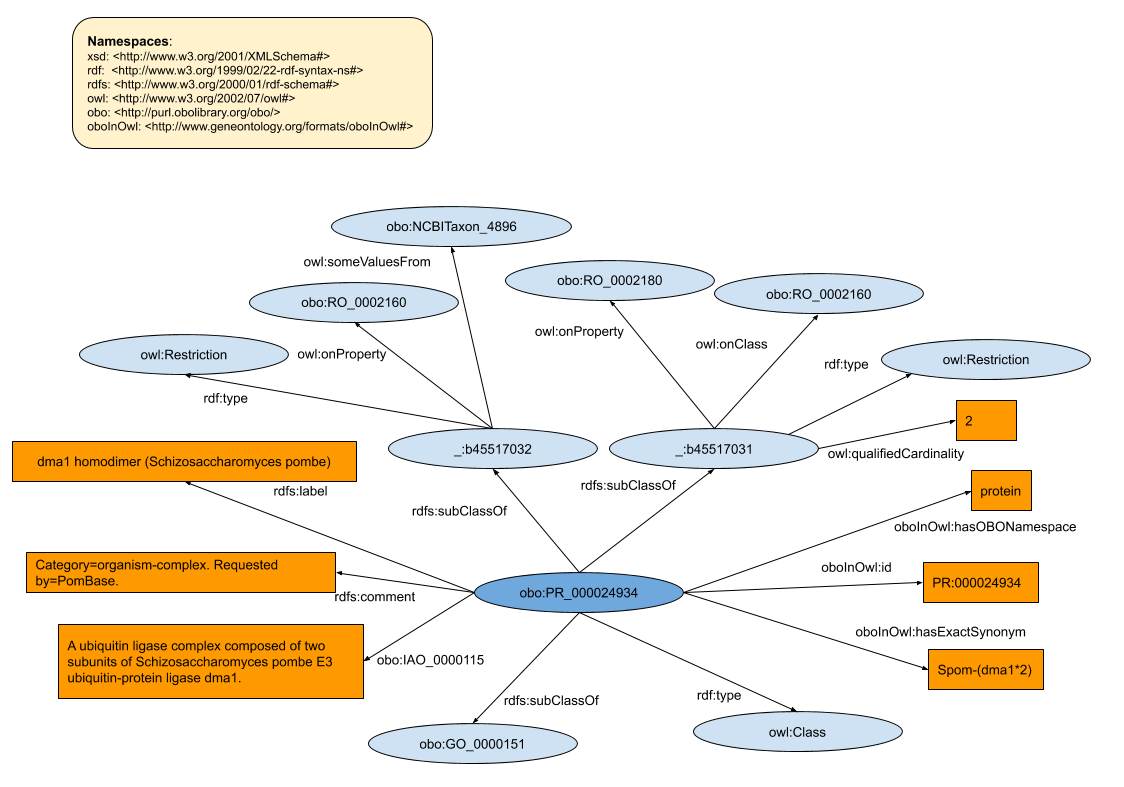 Namespaces:
xsd: <http://www.w3.org/2001/XMLSchema#>
rdf: <http://www.w3.org/1999/02/22-rdf-syntax-ns#>
rdfs: <http://www.w3.org/2000/01/rdf-schema#>
owl: <http://www.w3.org/2002/07/owl#>
obo: <http://purl.obolibrary.org/obo/>
oboInOwl: <http://www.geneontology.org/formats/oboInOwl#>
obo:NCBITaxon_4896
owl:someValuesFrom
obo:RO_0002180
obo:RO_0002160
obo:RO_0002160
owl:onProperty
owl:onClass
owl:Restriction
owl:onProperty
rdf:type
owl:Restriction
rdf:type
2
_:b45517032
_:b45517031
owl:qualifiedCardinality
dma1 homodimer (Schizosaccharomyces pombe)
rdfs:label
rdfs:subClassOf
rdfs:subClassOf
protein
oboInOwl:hasOBONamespace
Category=organism-complex. Requested
by=PomBase.
rdfs:comment
obo:PR_000024934
oboInOwl:id
PR:000024934
A ubiquitin ligase complex composed of two
subunits of Schizosaccharomyces pombe E3
ubiquitin-protein ligase dma1.
obo:IAO_0000115
oboInOwl:hasExactSynonym
Spom-(dma1*2)
rdfs:subClassOf
rdf:type
obo:GO_0000151
owl:Class